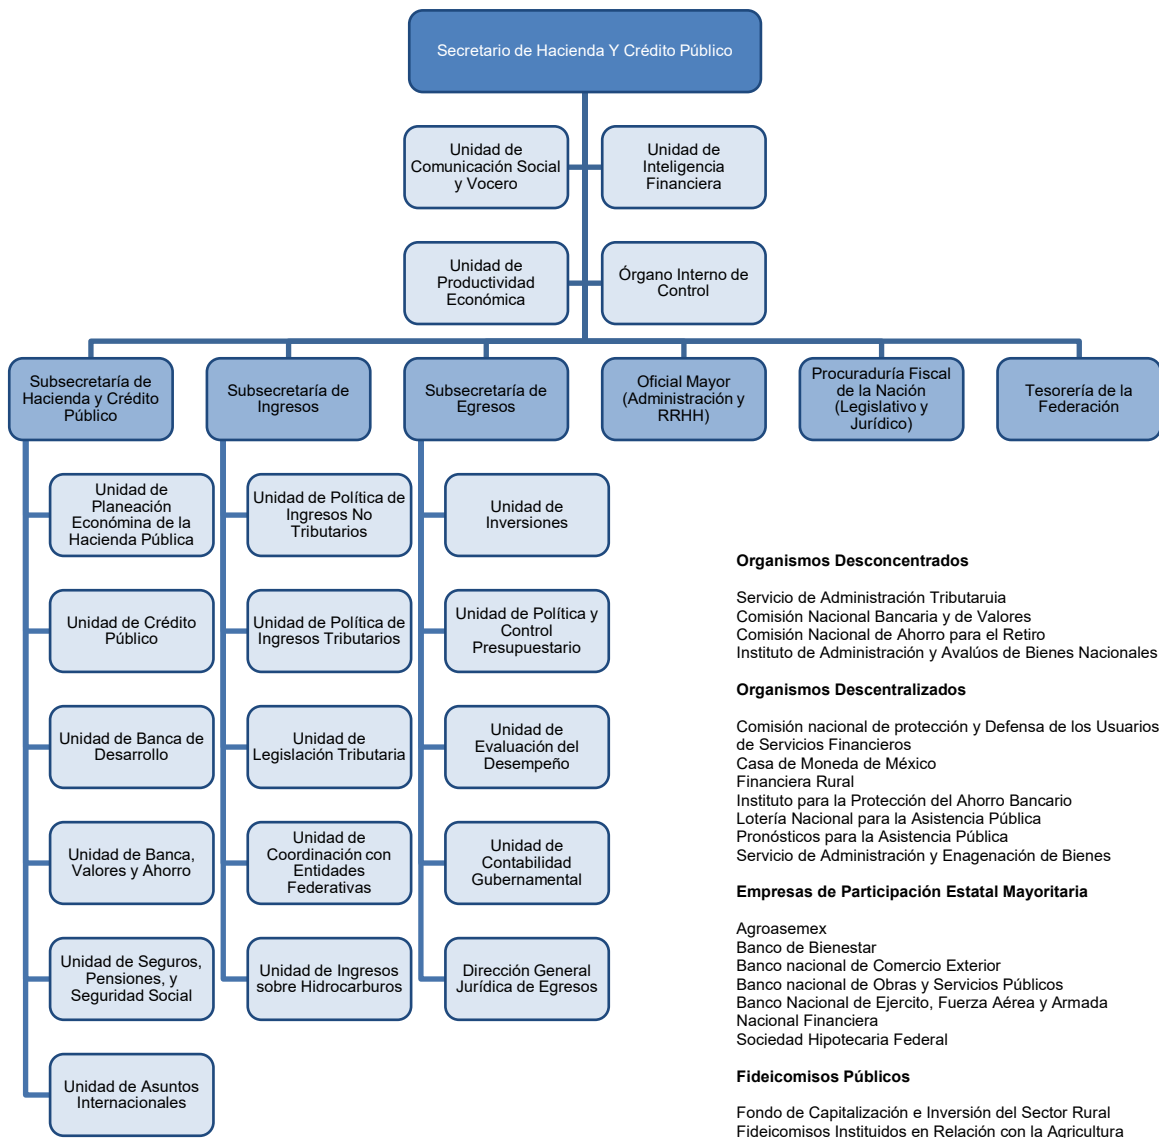 Secretario de Hacienda Y Crédito Público
Unidad de
Comunicación Social
y Vocero
Unidad de
Inteligencia
Financiera
Unidad de
Productividad
Económica
Órgano Interno de
Control
Subsecretaría de
Hacienda y Crédito
Público
Subsecretaría de
Ingresos
Subsecretaría de
Egresos
Oficial Mayor
(Administración y
RRHH)
Procuraduría Fiscal
de la Nación
(Legislativo y
Jurídico)
Tesorería de la
Federación
Unidad de
Planeación
Económina de la
Hacienda Pública
Unidad de Crédito
Público
Unidad de Banca de
Desarrollo
Unidad de Banca,
Valores y Ahorro
Unidad de Seguros,
Pensiones, y
Seguridad Social
Unidad de Asuntos
Internacionales
Unidad de Política de
Ingresos No
Tributarios
Unidad de Política de
Ingresos Tributarios
Unidad de
Legislación Tributaria
Unidad de
Coordinación con
Entidades
Federativas
Unidad de Ingresos
sobre Hidrocarburos
Unidad de
Inversiones
Unidad de Política y
Control
Presupuestario
Unidad de
Evaluación del
Desempeño
Unidad de
Contabilidad
Gubernamental
Dirección General
Jurídica de Egresos
Organismos Desconcentrados
Servicio de Administración Tributaruia
Comisión Nacional Bancaria y de Valores
Comisión Nacional de Ahorro para el Retiro
Instituto de Administración y Avalúos de Bienes Nacionales
Organismos Descentralizados
Comisión nacional de protección y Defensa de los Usuarios
de Servicios Financieros
Casa de Moneda de México
Financiera Rural
Instituto para la Protección del Ahorro Bancario
Lotería Nacional para la Asistencia Pública
Pronósticos para la Asistencia Pública
Servicio de Administración y Enagenación de Bienes
Empresas de Participación Estatal Mayoritaria
Agroasemex
Banco de Bienestar
Banco nacional de Comercio Exterior
Banco nacional de Obras y Servicios Públicos
Banco Nacional de Ejercito, Fuerza Aérea y Armada
Nacional Financiera
Sociedad Hipotecaria Federal
Fideicomisos Públicos
Fondo de Capitalización e Inversión del Sector Rural
Fideicomisos Instituidos en Relación con la Agricultura